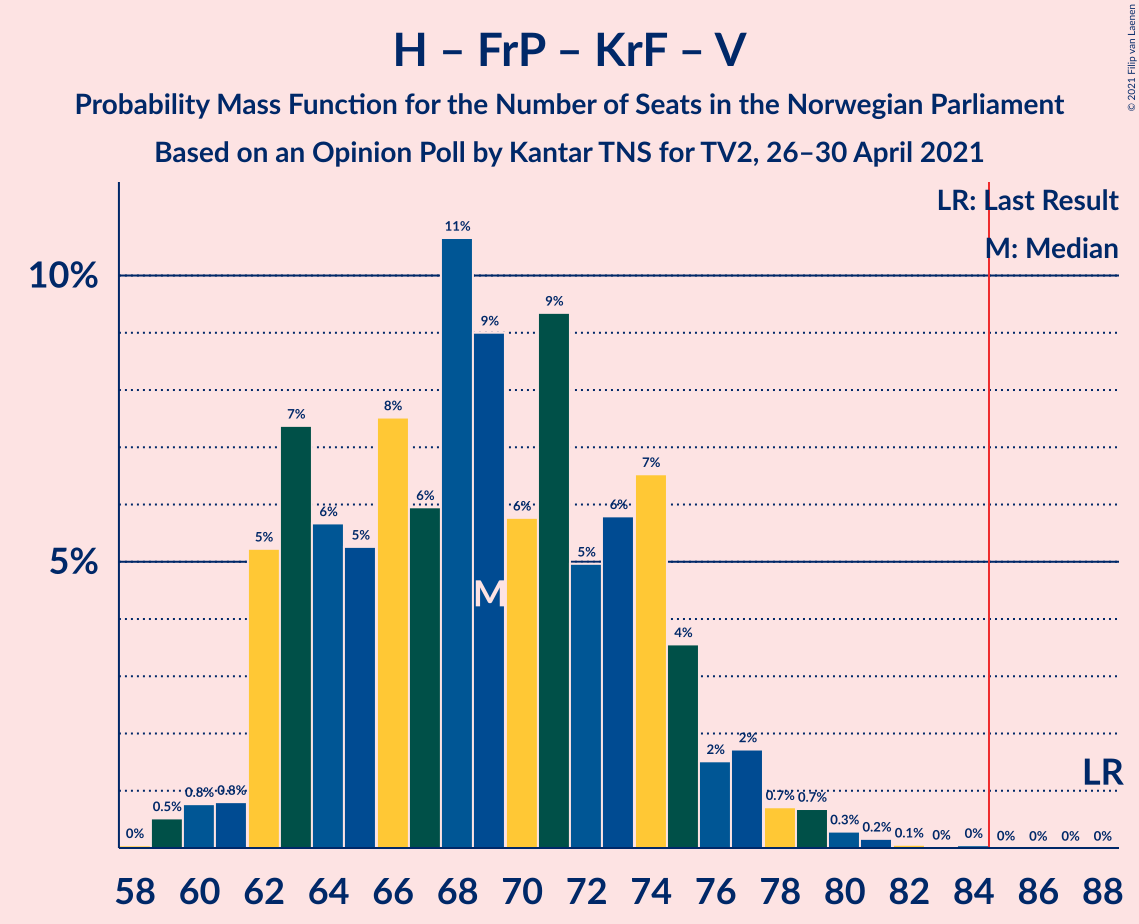 H – FrP – KrF – V
Probability Mass Function for the Number of Seats in the Norwegian Parliament
Based on an Opinion Poll by Kantar TNS for TV2, 26–30 April 2021
© 2021 Filip van Laenen
LR: Last Result
M: Median
10%
5%
0% 0.5% 0.8% 0.8% 5% 7% 6% 5% 8% 6% 11% 9% 6% 9% 5% 6% 7% 4% 2% 2% 0.7% 0.7% 0.3% 0.2% 0.1% 0% 0% 0% 0% 0% 0%
M
LR
58 60 62 64 66 68 70 72 74 76 78 80 82 84 86 88